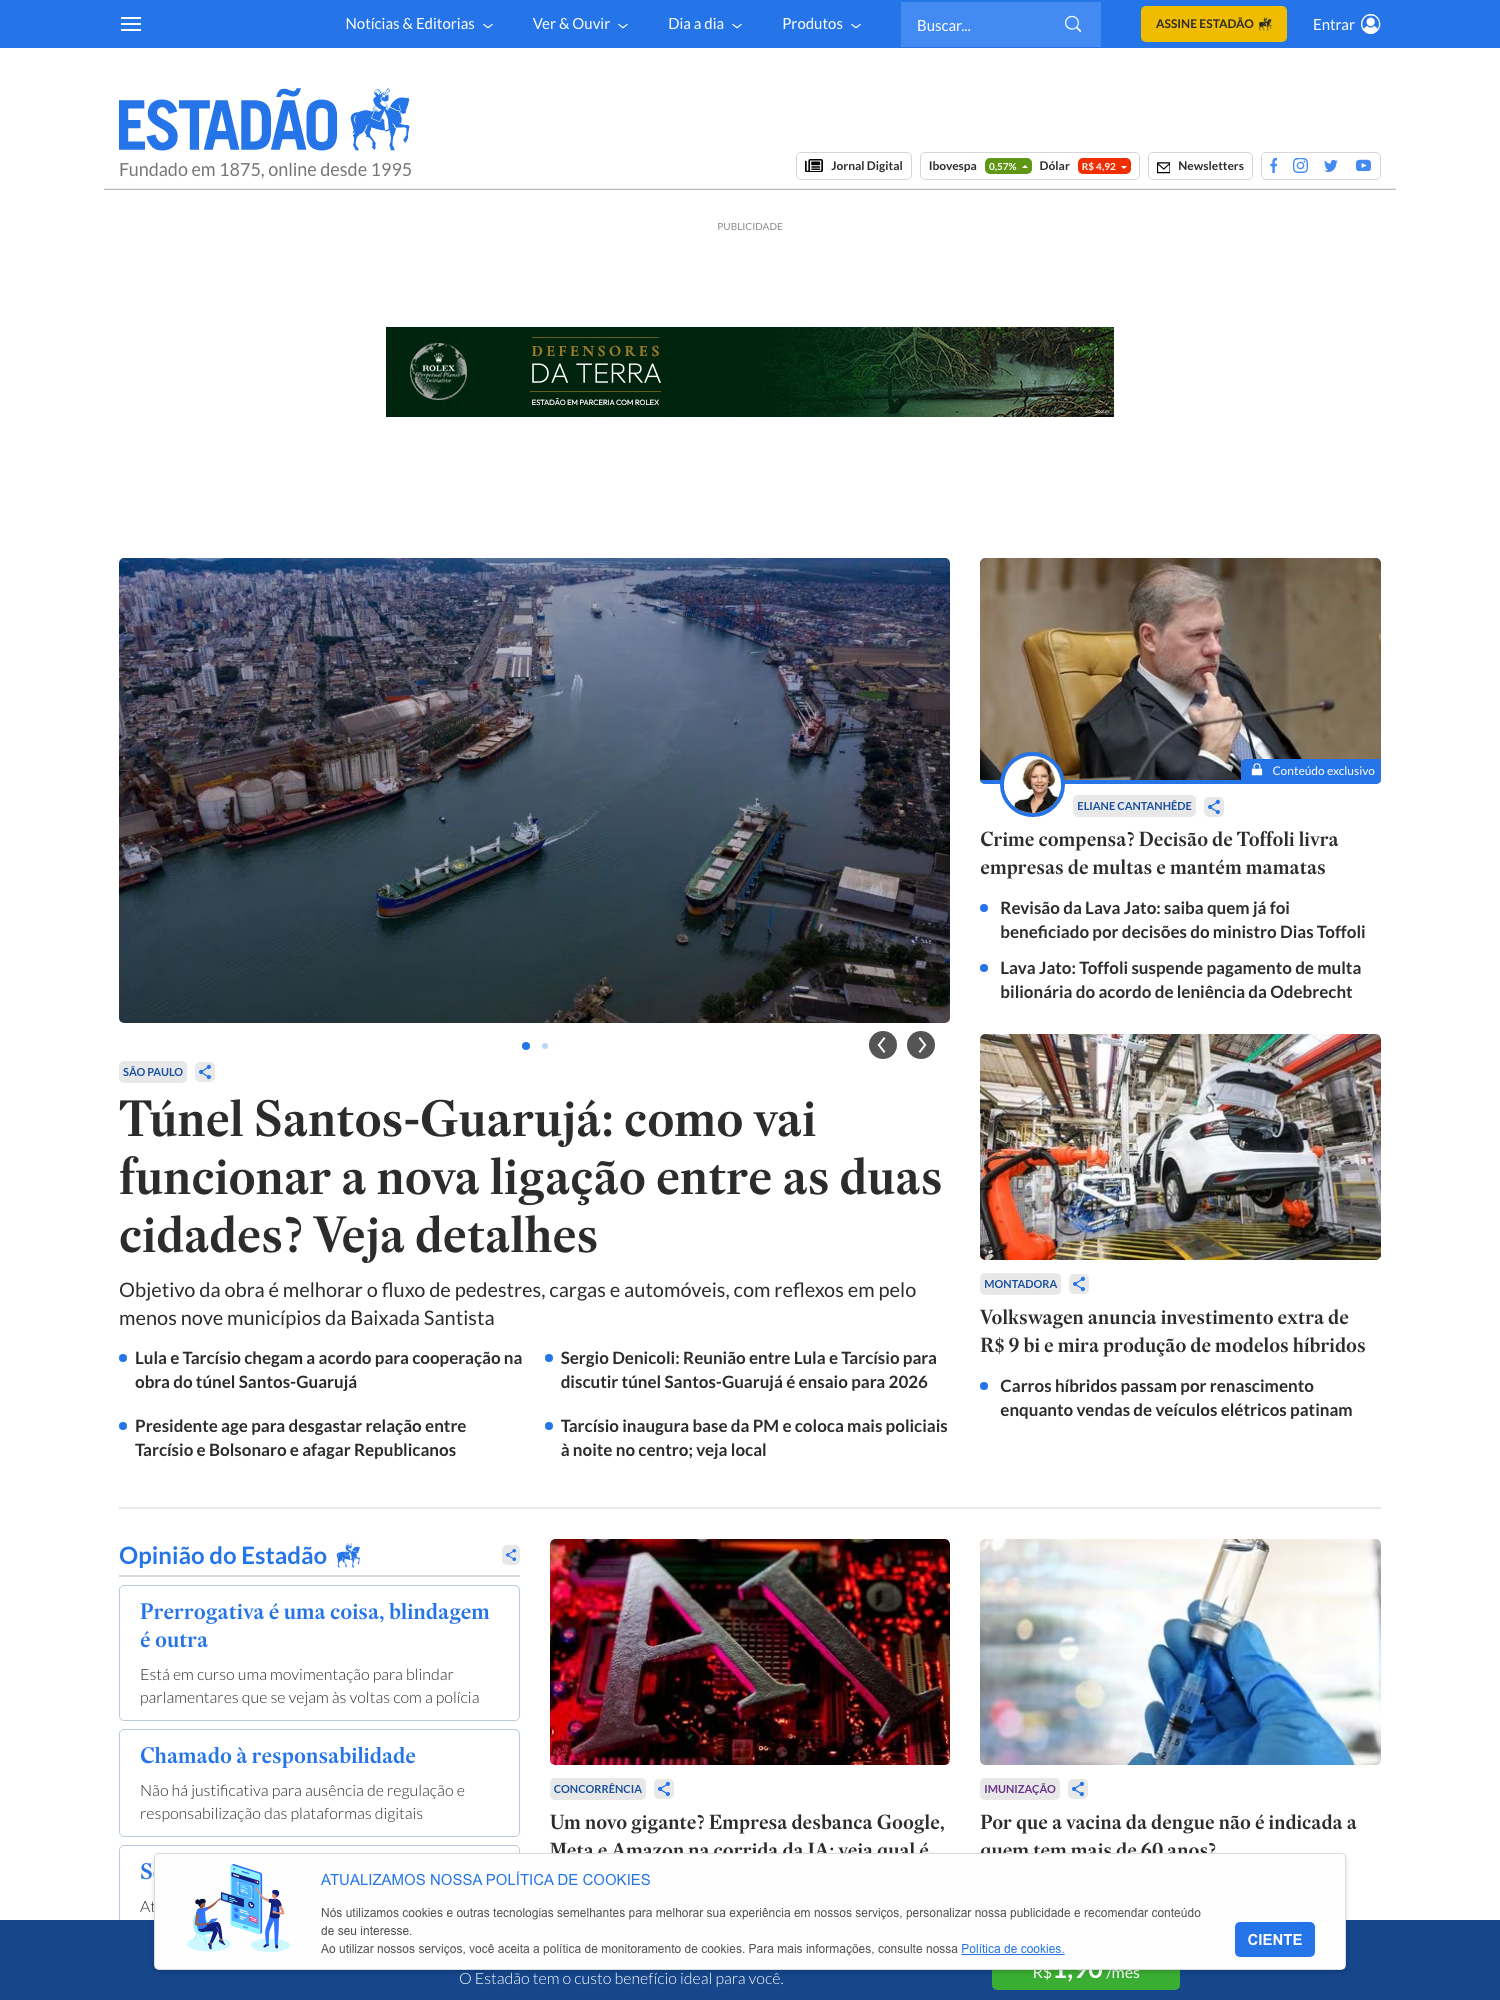 Notícias & Editorias
Ver & Ouvir
Dia a dia
Produtos
Buscar...
ASSINE ESTADÃO
Entrar
ESTADÃO
Fundado em 1875, online desde 1995
Jornal Digital
Ibovespa 0,57% Dólar R$ 4,92
Newsletters
PUBLICIDADE
ROLEX
Perpetual Planet
Initiative
DEFENSORES
DA TERRA
ESTADÃO EM PARCERIA COM ROLEX
SÃO PAULO
Túnel Santos-Guarujá: como vai
funcionar a nova ligação entre as duas
cidades? Veja detalhes
Objetivo da obra é melhorar o fluxo de pedestres, cargas e automóveis, com reflexos em pelo
menos nove municípios da Baixada Santista
Lula e Tarcísio chegam a acordo para cooperação na
obra do túnel Santos-Guarujá
Sergio Denicoli: Reunião entre Lula e Tarcísio para
discutir túnel Santos-Guarujá é ensaio para 2026
Presidente age para desgastar relação entre
Tarcísio e Bolsonaro e afagar Republicanos
Tarcísio inaugura base da PM e coloca mais policiais
à noite no centro; veja local
Conteúdo exclusivo
ELIANE CANTANHÊDE
Crime compensa? Decisão de Toffoli livra
empresas de multas e mantém mamatas
Revisão da Lava Jato: saiba quem já foi
beneficiado por decisões do ministro Dias Toffoli
Lava Jato: Toffoli suspende pagamento de multa
bilionária do acordo de leniência da Odebrecht
MONTADORA
Volkswagen anuncia investimento extra de
R$ 9 bi e mira produção de modelos híbridos
Carros híbridos passam por renascimento
enquanto vendas de veículos elétricos patinam
Opinião do Estadão
Prerrogativa é uma coisa, blindagem
é outra
Está em curso uma movimentação para blindar
parlamentares que se vejam às voltas com a polícia
Chamado à responsabilidade
Não há justificativa para ausência de regulação e
responsabilização das plataformas digitais
AI
CONCORRÊNCIA
Um novo gigante? Empresa desbanca Google,
Meta e Amazon na corrida da IA; veja qual é
IMUNIZAÇÃO
Por que a vacina da dengue não é indicada a
quem tem mais de 60 anos?
ATUALIZAMOS NOSSA POLÍTICA DE COOKIES
Nós utilizamos cookies e outras tecnologias semelhantes para melhorar sua experiência em nossos serviços, personalizar nossa publicidade e recomendar conteúdo
de seu interesse.
Ao utilizar nossos serviços, você aceita a política de monitoramento de cookies. Para mais informações, consulte nossa Política de cookies.
CIENTE
O Estadão tem o custo benefício ideal para você.
R$ 1,90 /mês